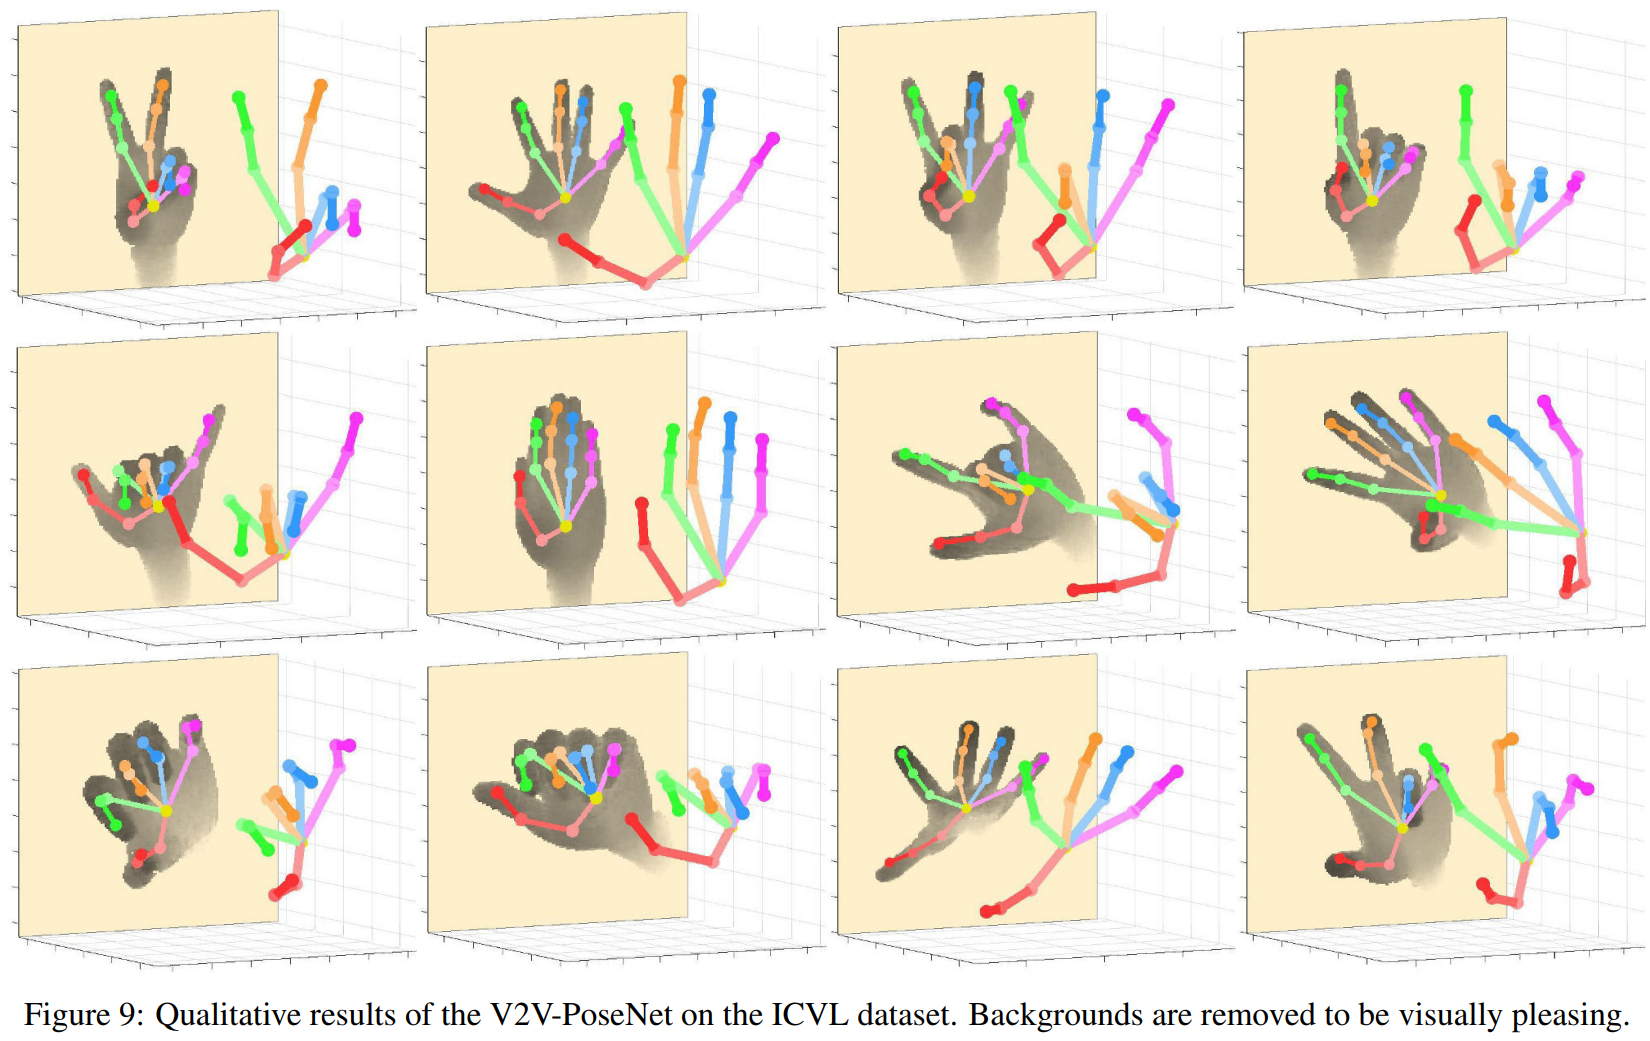 Figure 9: Qualitative results of the V2V-PoseNet on the ICVL dataset. Backgrounds are removed to be visually pleasing.